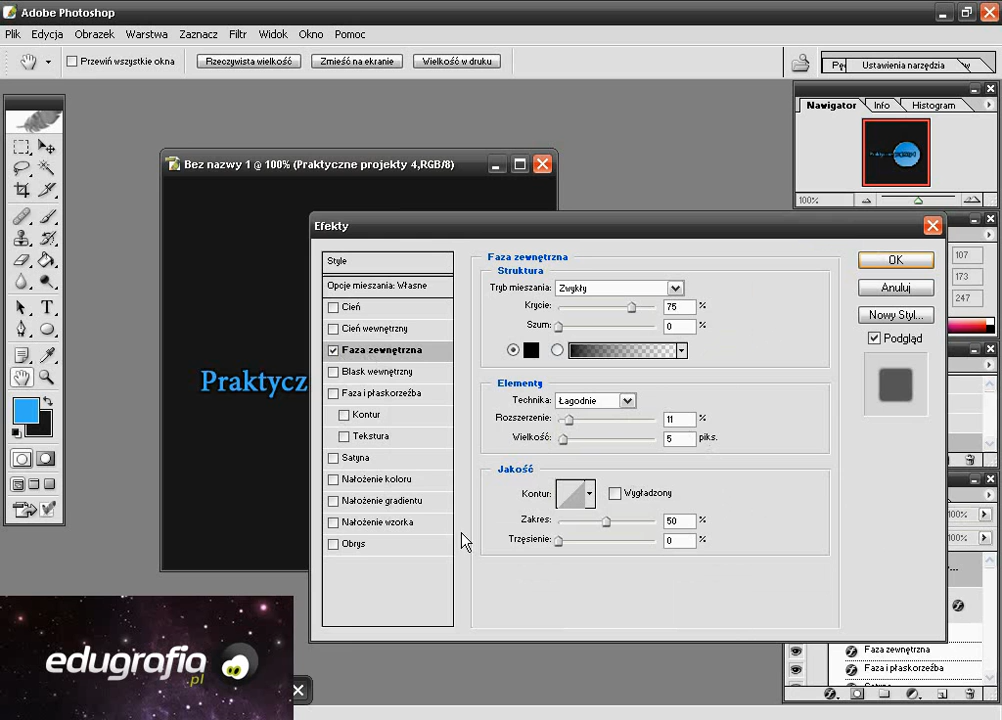 Adobe Photoshop
Plik Edycja Obrazek Warstwa Zaznacz Filtr Widok Okno Pomoc
Przewiń wszystkie okna Rzeczywista wielkość Zmieść na ekranie Wielkość w druku
Ustawienia narzędzia
Nawigator Info Histogram
100%
Bez nazwy 1 @ 100% (Praktyczne projekty 4,RGB/8)
Praktycz
Efekty
Style
Opcje mieszania: Własne
Cień
Cień wewnętrzny
Faza zewnętrzna
Blask wewnętrzny
Faza i płaskorzeźba
Kontur
Tekstura
Satyna
Nałożenie koloru
Nałożenie gradientu
Nałożenie wzorka
Obrys
Faza zewnętrzna
Struktura
Tryb mieszania: Zwykły
Krycie: 75 %
Szum: 0 %
Elementy
Technika: Łagodnie
Rozszerzenie: 11 %
Wielkość: 5 piks.
Jakość
Kontur: Wygładzony
Zakres: 50 %
Trzęsienie: 0 %
OK
Anuluj
Nowy Styl...
Podgląd
107
173
247
100%
100%
Faza zewnętrzna
Faza i płaskorzeźba
edugrafia
.pl